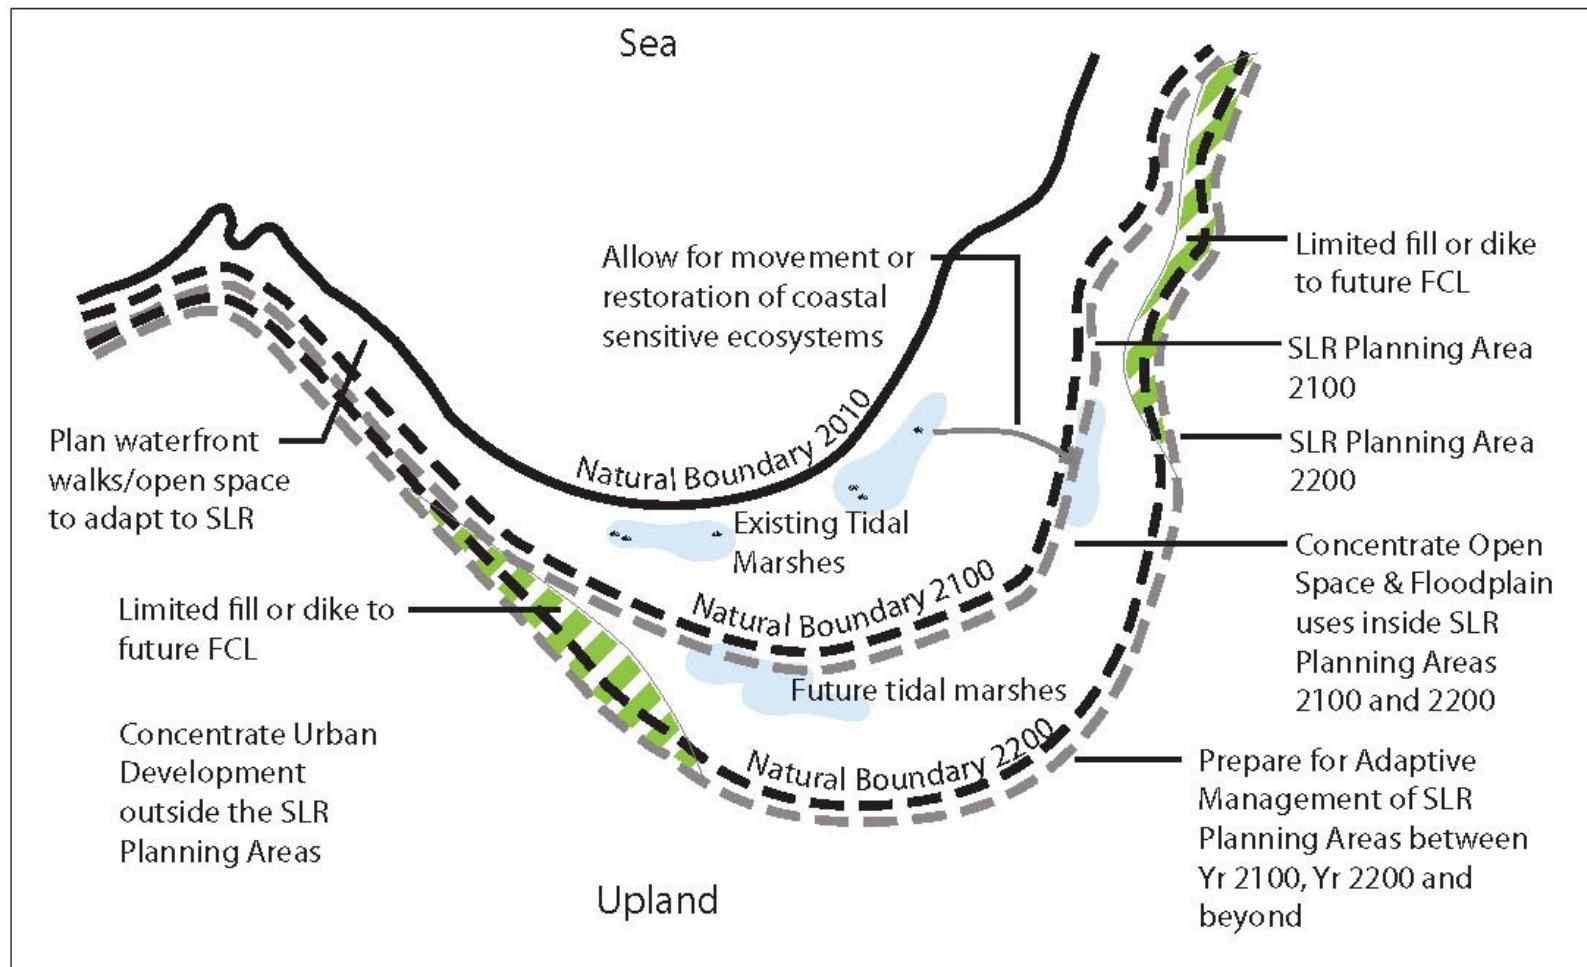 Sea
Allow for movement or
restoration of coastal
sensitive ecosystems
Limited fill or dike
to future FCL
SLR Planning Area
2100
SLR Planning Area
2200
Plan waterfront
walks/open space
to adapt to SLR
Natural Boundary 2010
Existing Tidal
Marshes
Concentrate Open
Space & Floodplain
uses inside SLR
Planning Areas
2100 and 2200
Natural Boundary 2100
Limited fill or dike to
future FCL
Future tidal marshes
Concentrate Urban
Development
outside the SLR
Planning Areas
Natural Boundary 2200
Prepare for Adaptive
Management of SLR
Planning Areas between
Yr 2100, Yr 2200 and
beyond
Upland